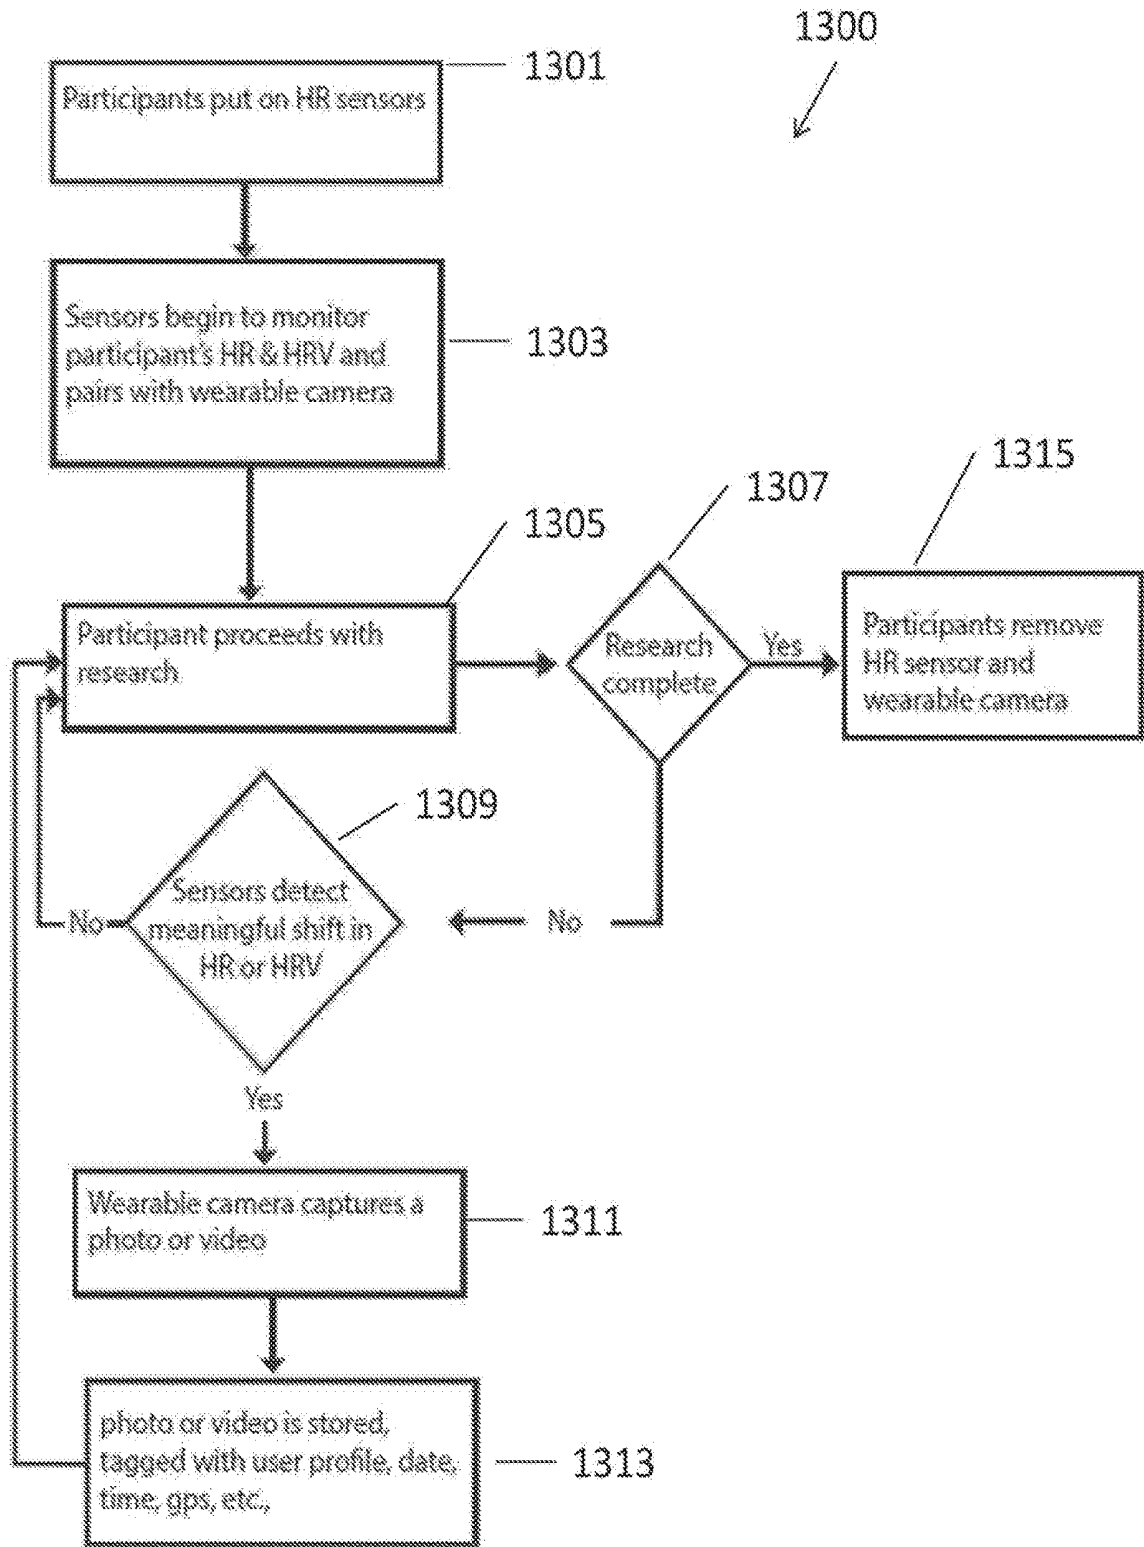 1300
1301
Participants put on HR sensors
Sensors begin to monitor
participant's HR & HRV and
pairs with wearable camera
1303
1305
Participant proceeds with
research
1307
Research
complete
Yes
1315
Participants remove
HR sensor and
wearable camera
No
1309
Sensors detect
meaningful shift in
HR or HRV
No
Yes
Wearable camera captures a
photo or video
1311
photo or video is stored,
tagged with user profile, date,
time, gps, etc.,
1313